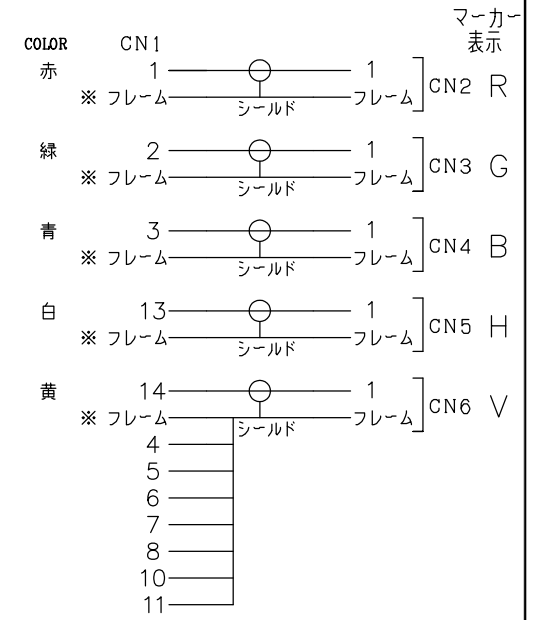 マーカー
表示
COLOR CN1
赤 1 1
※ フレーム シールド フレーム CN2 R
緑 2 1
※ フレーム シールド フレーム CN3 G
青 3 1
※ フレーム シールド フレーム CN4 B
白 13 1
※ フレーム シールド フレーム CN5 H
黄 14 1
※ フレーム シールド フレーム CN6 V
4
5
6
7
8
10
11